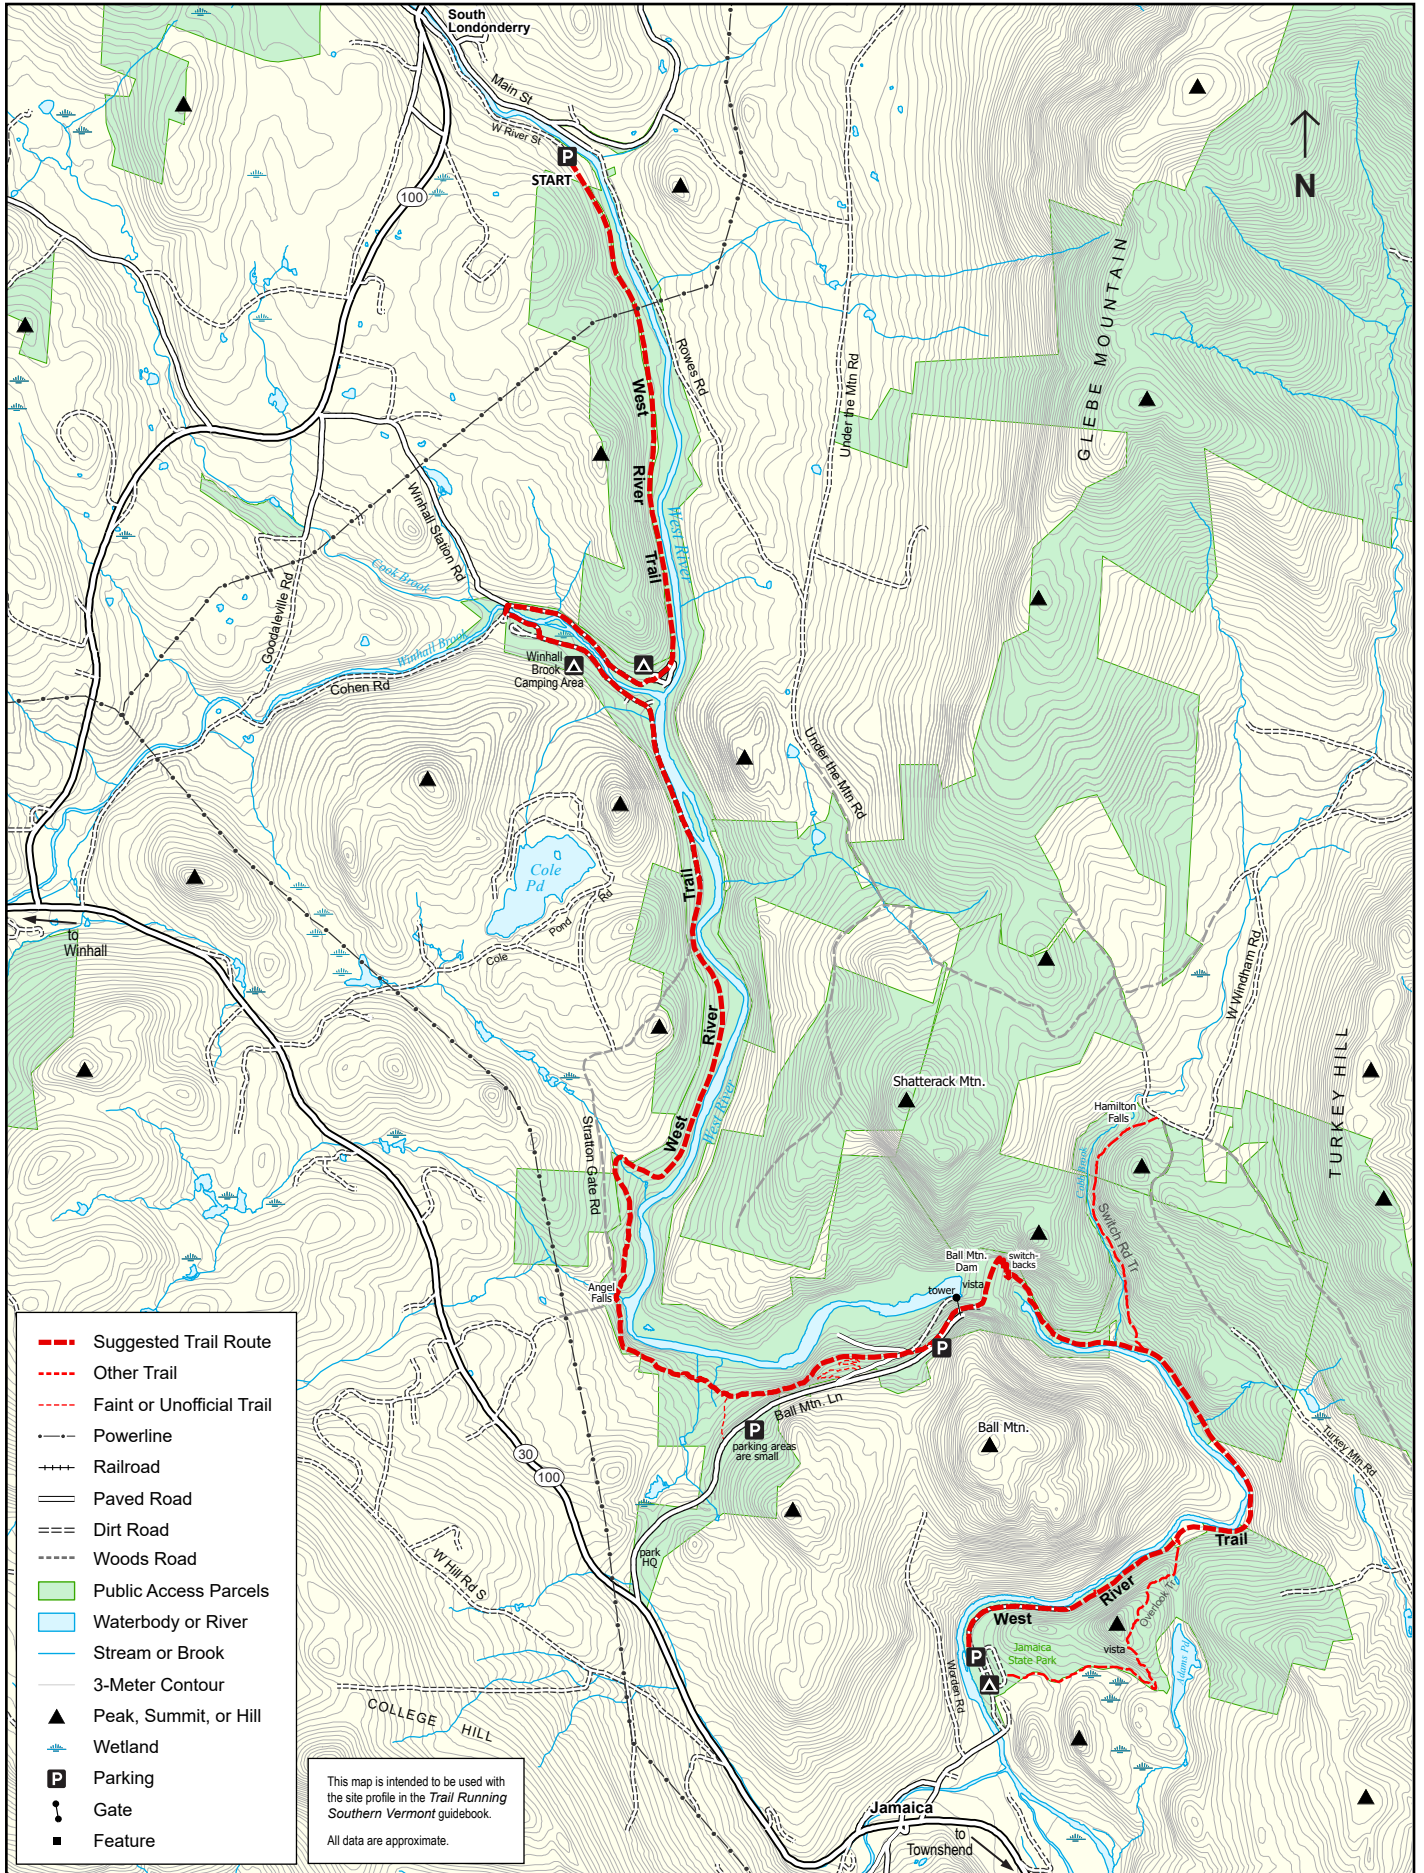 South
Londonderry
Main St
W River St
P
START
N
100
GLEBE MOUNTAIN
Rowes Rd
Under the Mtn Rd
West
River
Trail
West River
Winhall Station Rd
Cook Brook
Goodaleville Rd
Winhall Brook
Cohen Rd
Winhall
Brook
Camping Area
Under the Mtn Rd
Cole
Pd
Cole Pond Rd
to
Winhall
Trail
River
West
West River
W Windham Rd
TURKEY HILL
Shatterack Mtn.
Hamilton
Falls
Cobb Brook
Switch Rd Tr
Stratton Gate Rd
Angel
Falls
Ball Mtn.
Dam
vista
switch-
backs
tower
P
Ball Mtn. Ln
P
parking areas
are small
Ball Mtn.
Turkey Mtn Rd
30
100
park
HQ
W Hill Rd S
Trail
River
West
Overlook Tr
vista
Jamaica
State Park
P
Adams Pd
Worden Rd
COLLEGE HILL
Jamaica
to
Townshend
Suggested Trail Route
Other Trail
Faint or Unofficial Trail
Powerline
Railroad
Paved Road
Dirt Road
Woods Road
Public Access Parcels
Waterbody or River
Stream or Brook
3-Meter Contour
Peak, Summit, or Hill
Wetland
P Parking
Gate
Feature
This map is intended to be used with
the site profile in the Trail Running
Southern Vermont guidebook.
All data are approximate.